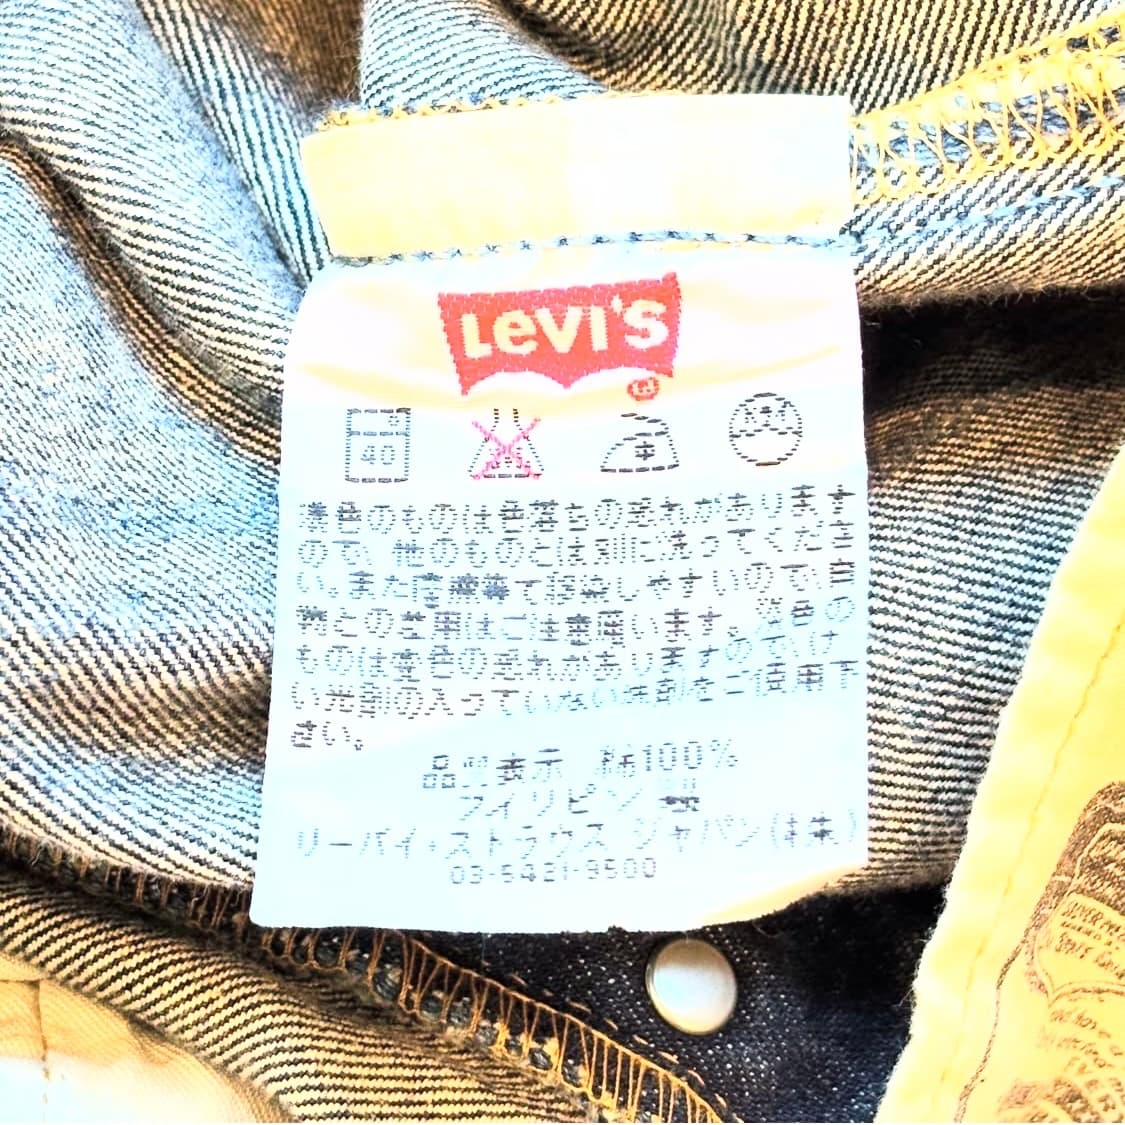 LEVI'S
40
濃色のものは色落ちの恐れがあります
ので、他のものとは別に洗ってくださ
い。また摩擦等で移染しやすいので、自
物との着用はご注意願います。淡色の
ものは変色の恐れがありますので、け
い光剤の入っていない洗剤をご使用下
さい。
品質表示 綿100%
フィリピン製
リーバイ・ストラウス ジャパン(株)
03-5421-9500